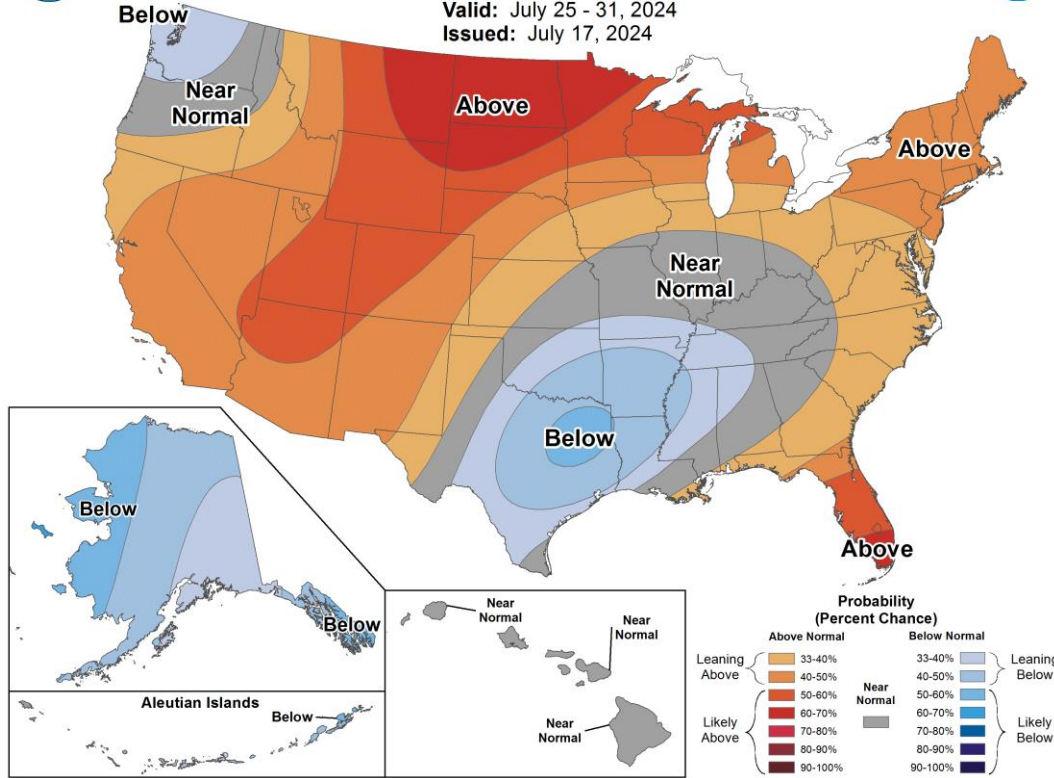 Valid: July 25 - 31, 2024
Issued: July 17, 2024
Below
Near
Normal
Above
Above
Near
Normal
Below
Above
Below
Below
Aleutian Islands
Below
Near
Normal
Near
Normal
Near
Normal
Probability
(Percent Chance)
Above Normal
Below Normal
Leaning
Above
33-40%
40-50%
50-60%
60-70%
70-80%
80-90%
90-100%
Likely
Above
Near
Normal
33-40%
40-50%
50-60%
60-70%
70-80%
80-90%
90-100%
Leaning
Below
Likely
Below